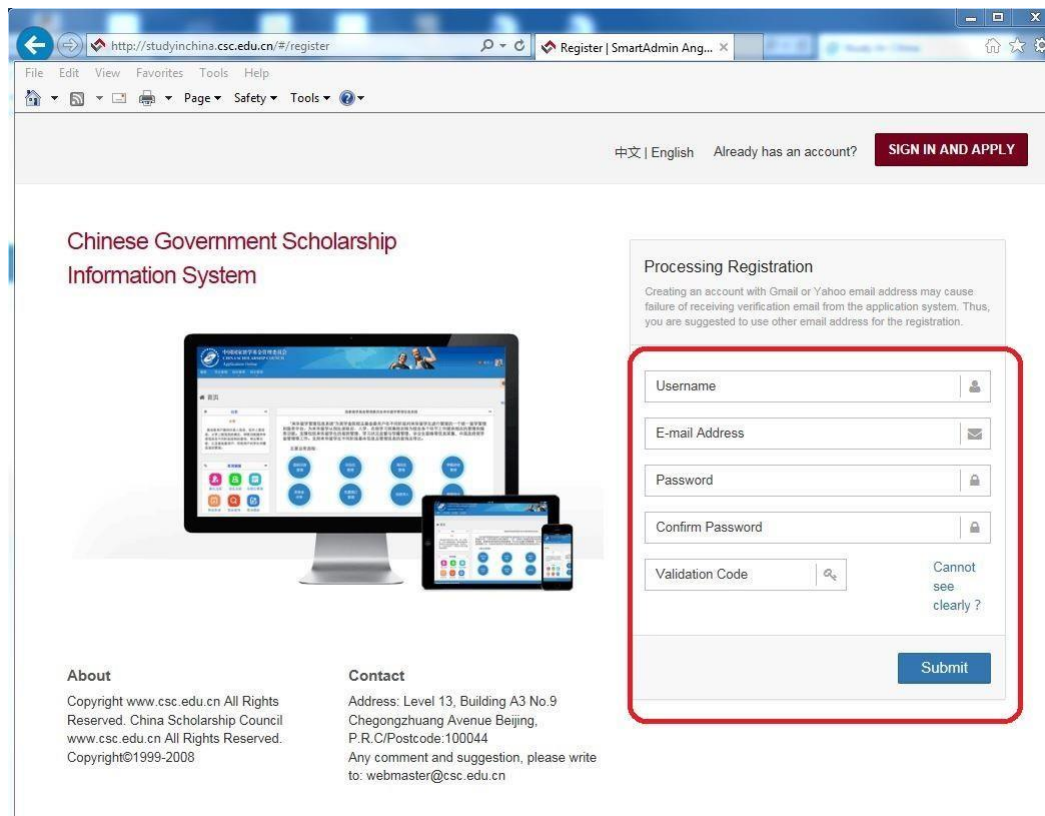 http://studyinchina.csc.edu.cn/#/register
Register | SmartAdmin Ang...
File Edit View Favorites Tools Help
Page Safety Tools
中文 | English Already has an account? SIGN IN AND APPLY
Chinese Government Scholarship
Information System
Processing Registration
Creating an account with Gmail or Yahoo email address may cause
failure of receiving verification email from the application system. Thus,
you are suggested to use other email address for the registration.
Username
E-mail Address
Password
Confirm Password
Validation Code
Cannot
see
clearly ?
Submit
About
Copyright www.csc.edu.cn All Rights
Reserved. China Scholarship Council
www.csc.edu.cn All Rights Reserved.
Copyright©1999-2008
Contact
Address: Level 13, Building A3 No.9
Chegongzhuang Avenue Beijing,
P.R.C/Postcode:100044
Any comment and suggestion, please write
to: webmaster@csc.edu.cn